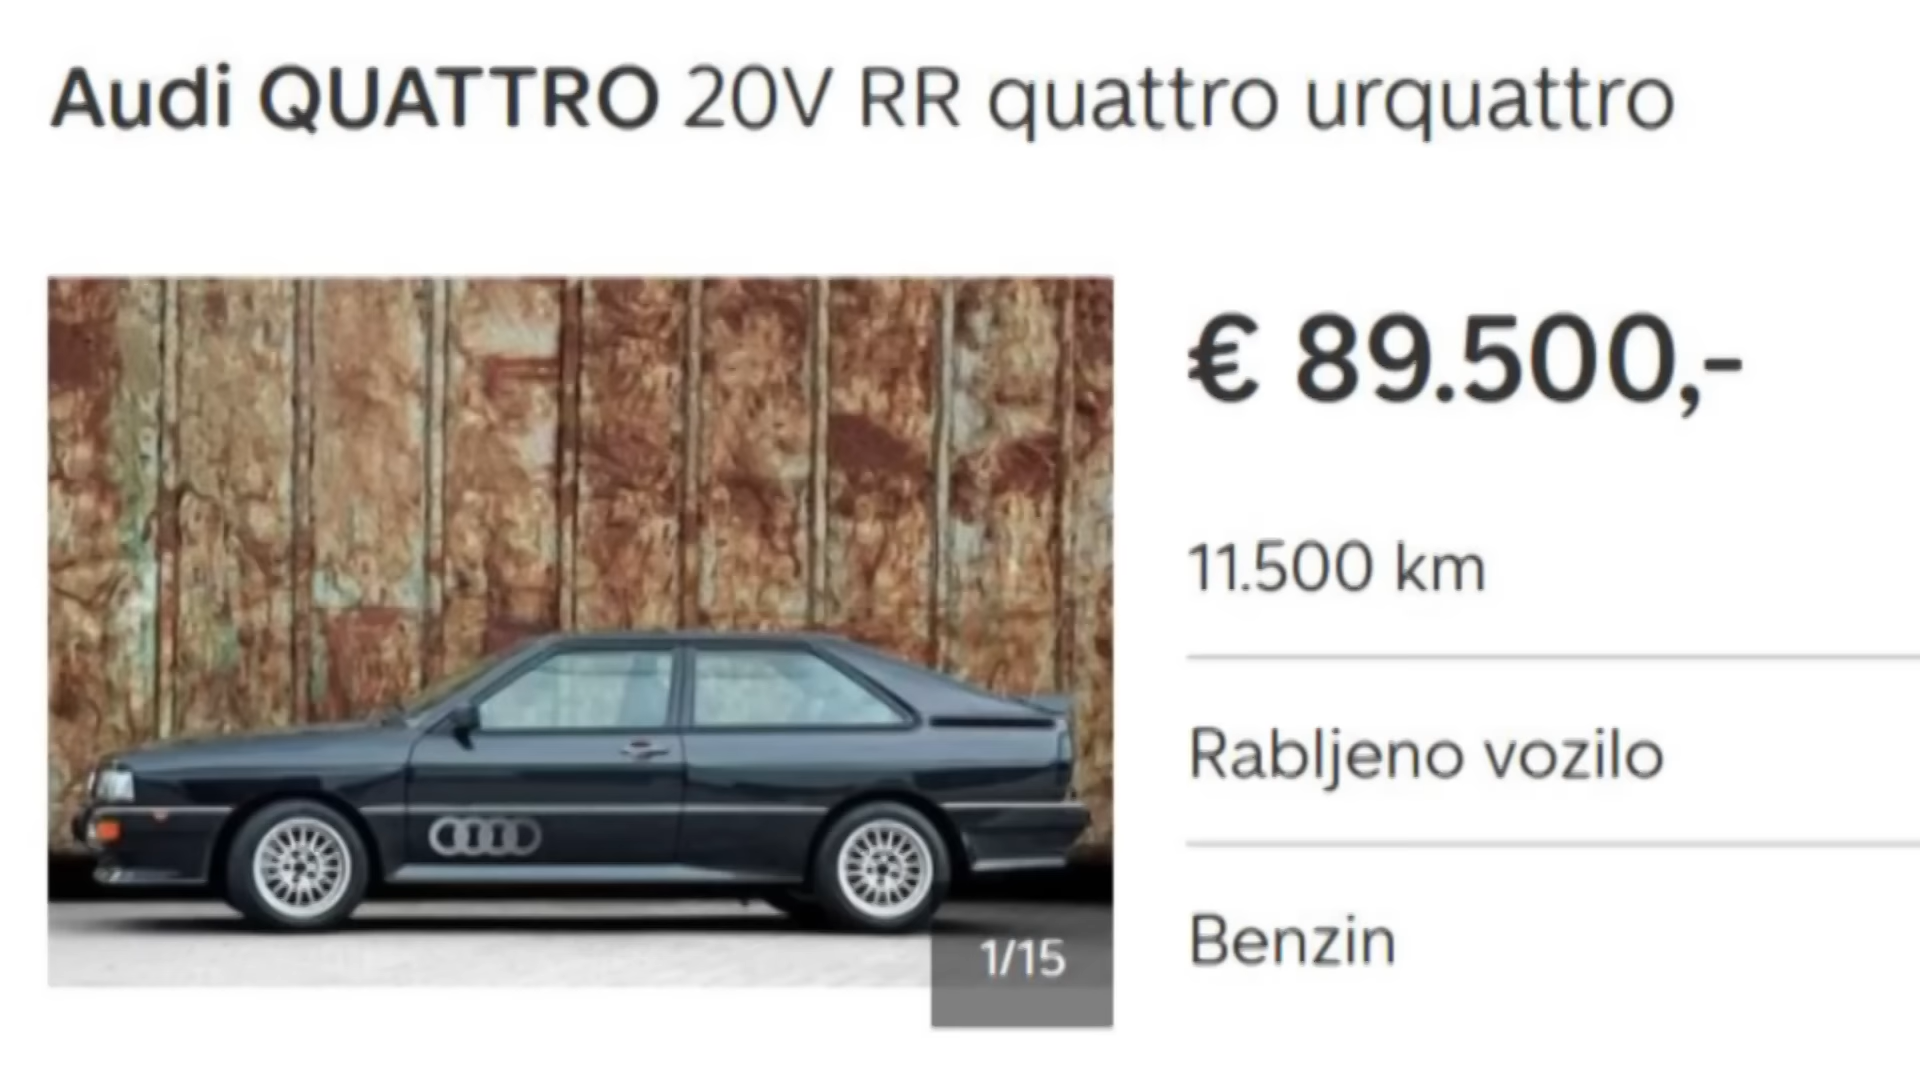 Audi QUATTRO 20V RR quattro urquattro
€ 89.500,-
11.500 km
Rabljeno vozilo
Benzin
1/15